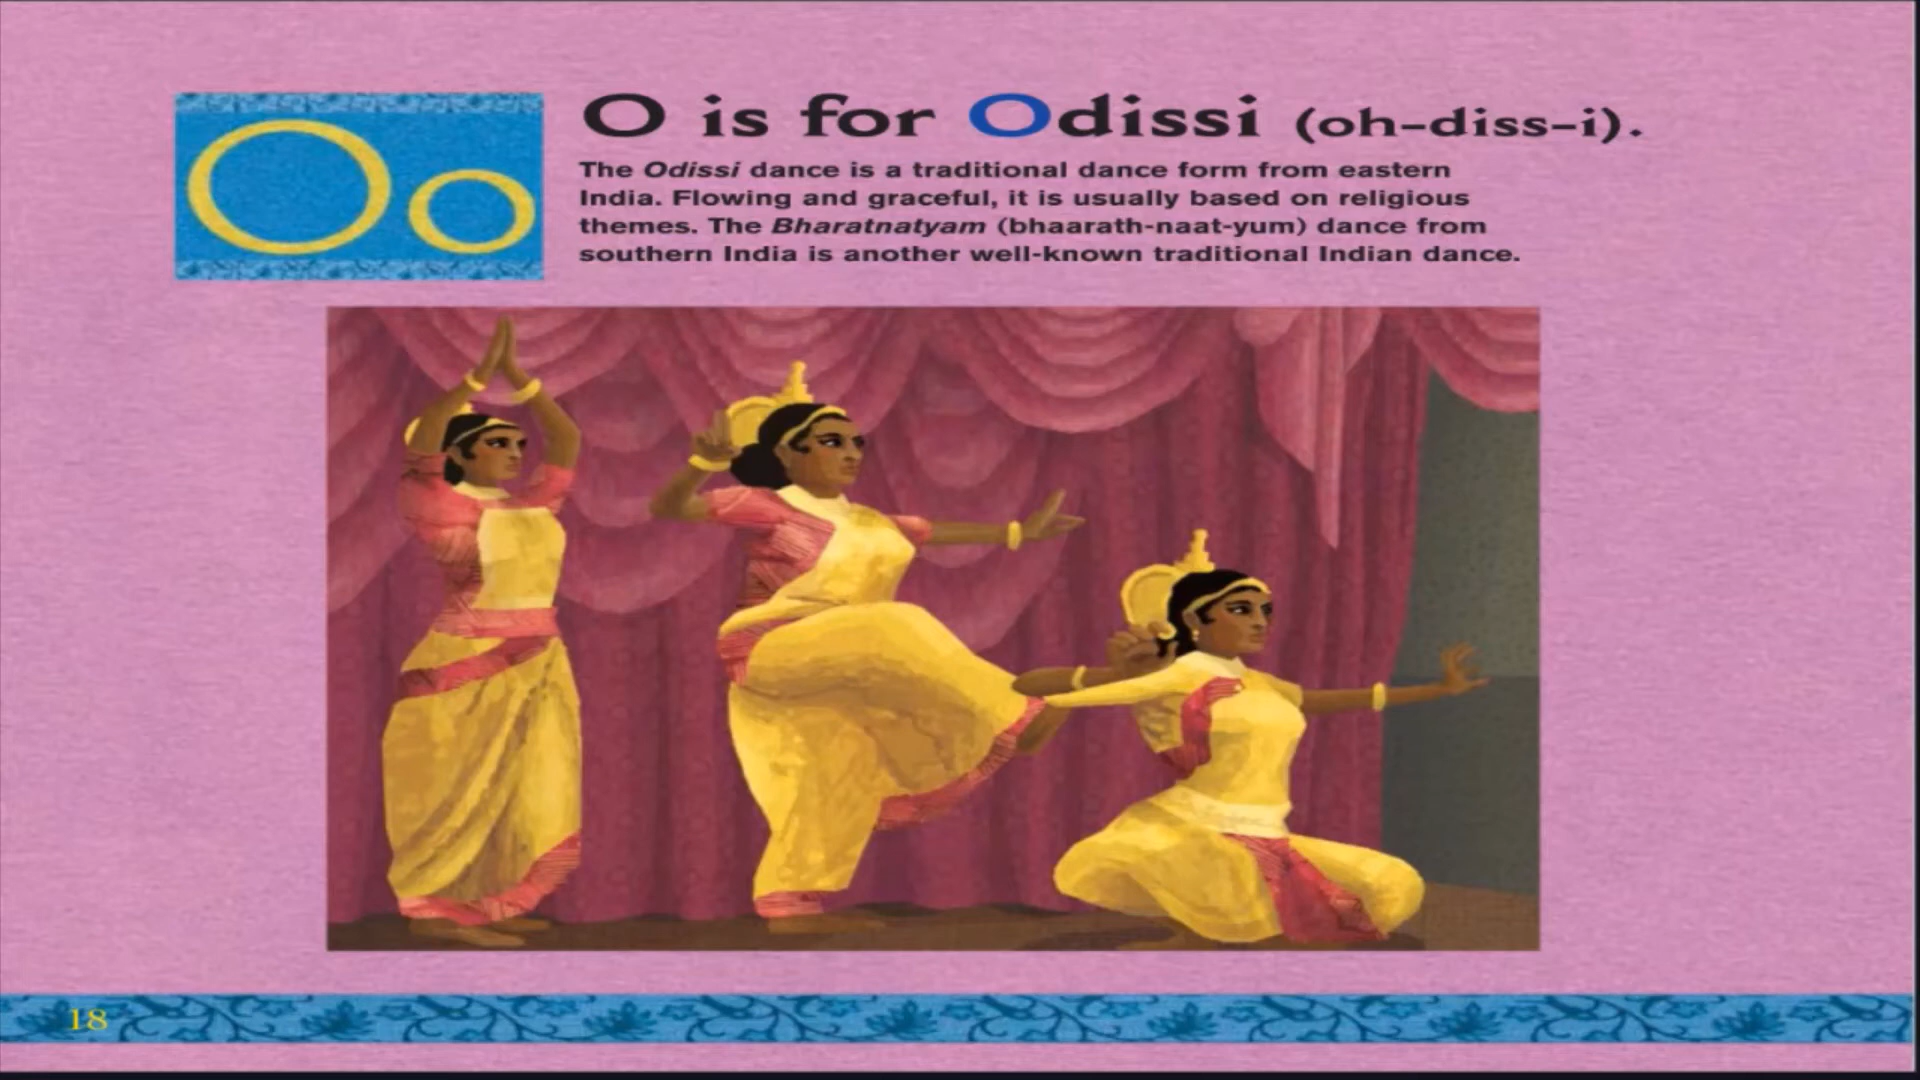 Oo
O is for Odissi (oh-diss-i).
The Odissi dance is a traditional dance form from eastern
India. Flowing and graceful, it is usually based on religious
themes. The Bharatnatyam (bhaarath-naat-yum) dance from
southern India is another well-known traditional Indian dance.
18